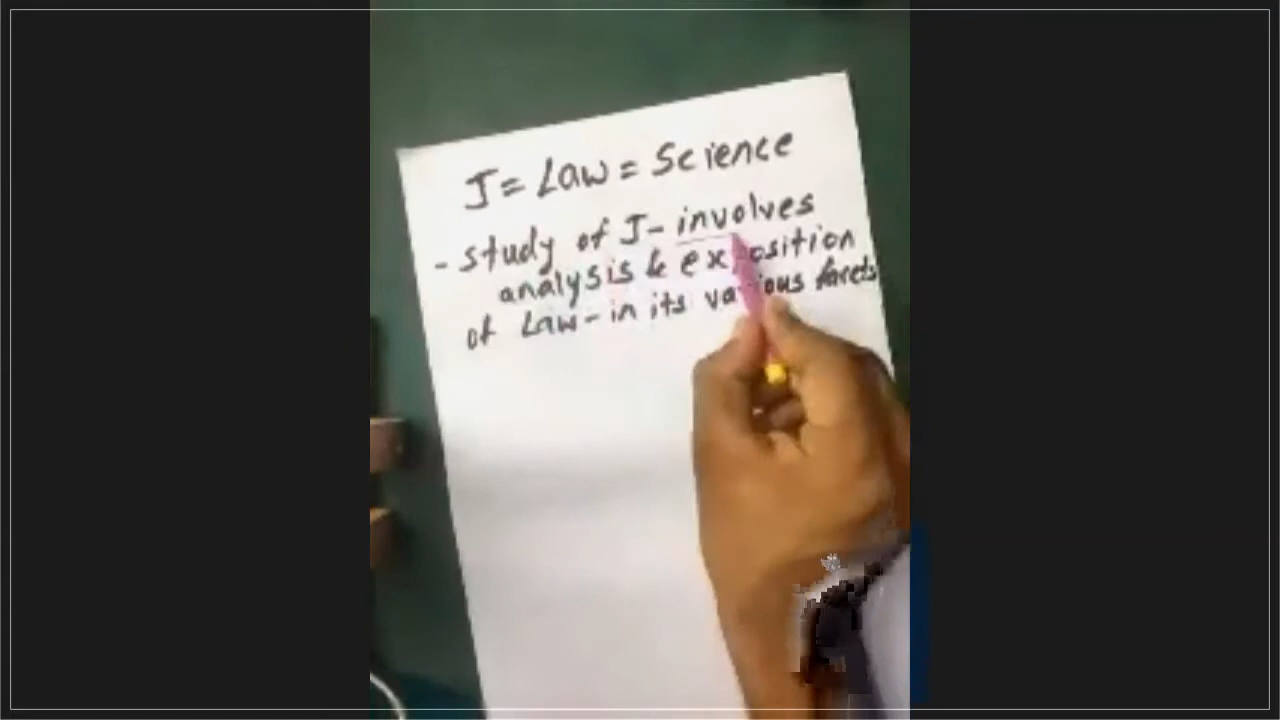 J = Law = Science
- study of J- involves
analysis & exposition
of Law - in its various facets